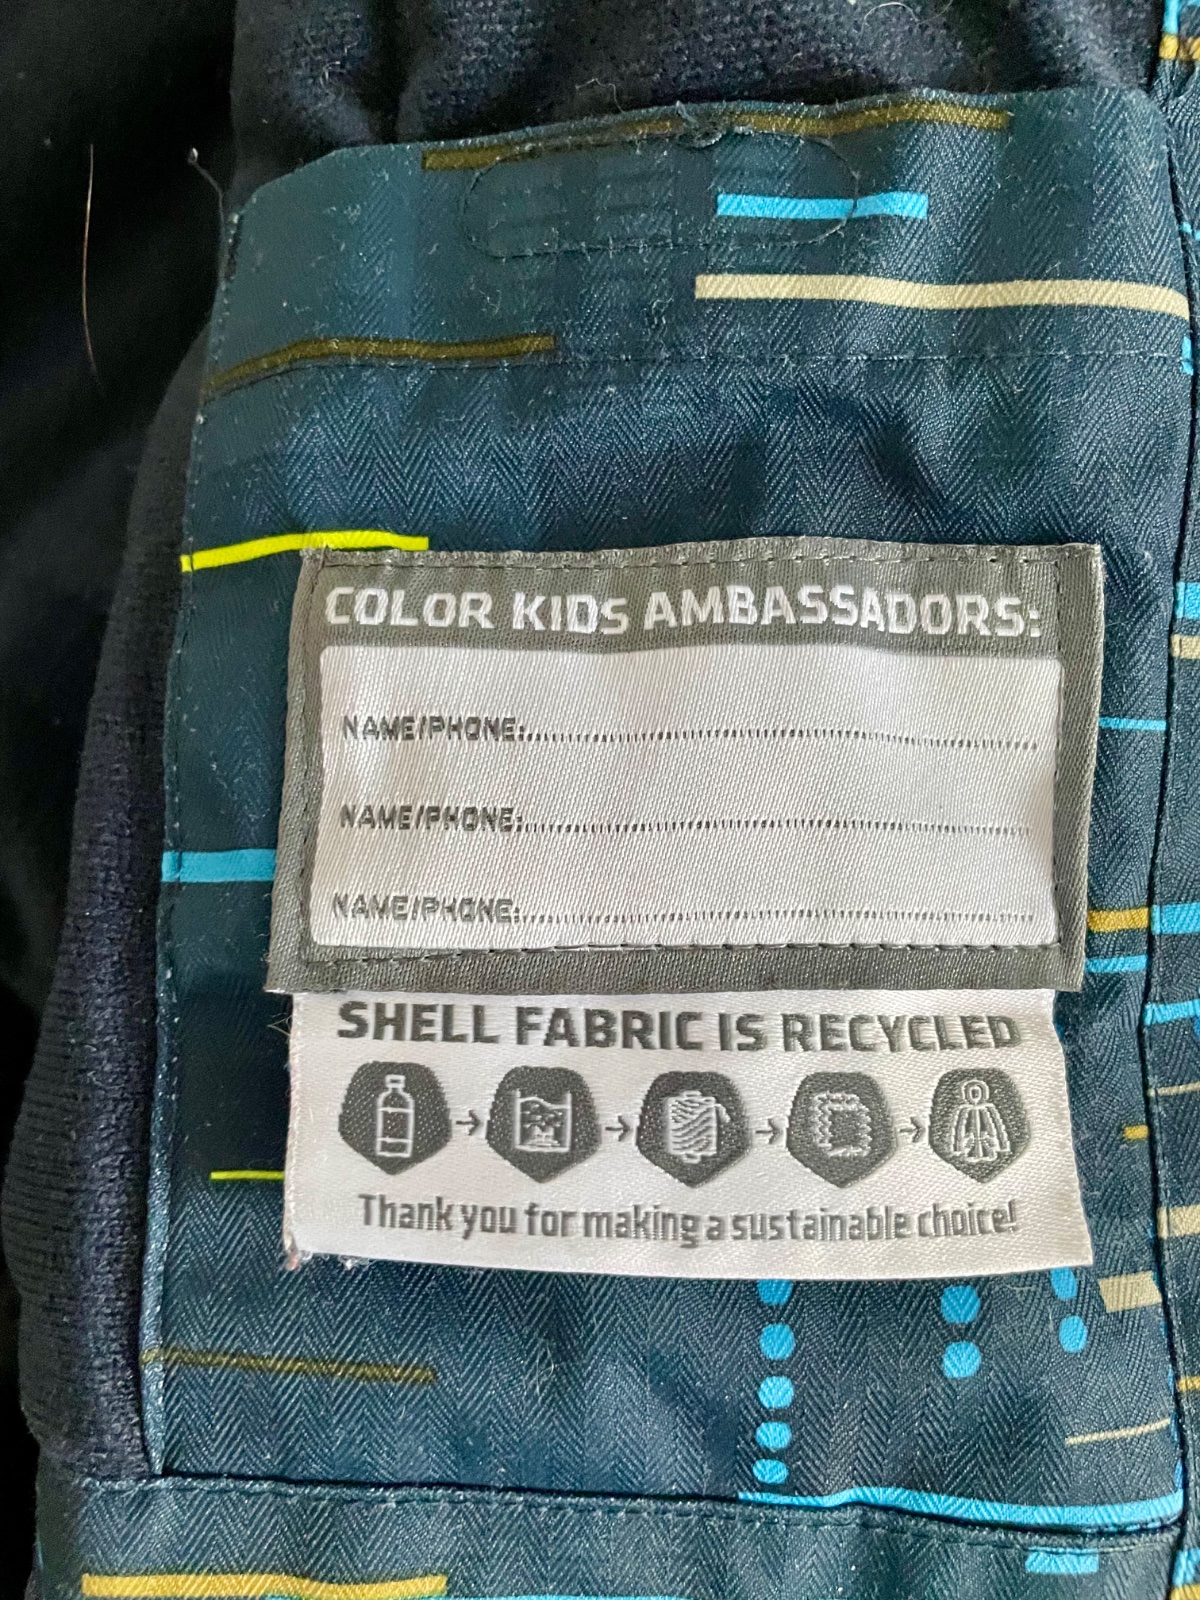 COLOR KIDS AMBASSADORS:
NAME/PHONE:
NAME/PHONE:
NAME/PHONE:
SHELL FABRIC IS RECYCLED
Thank you for making a sustainable choice!